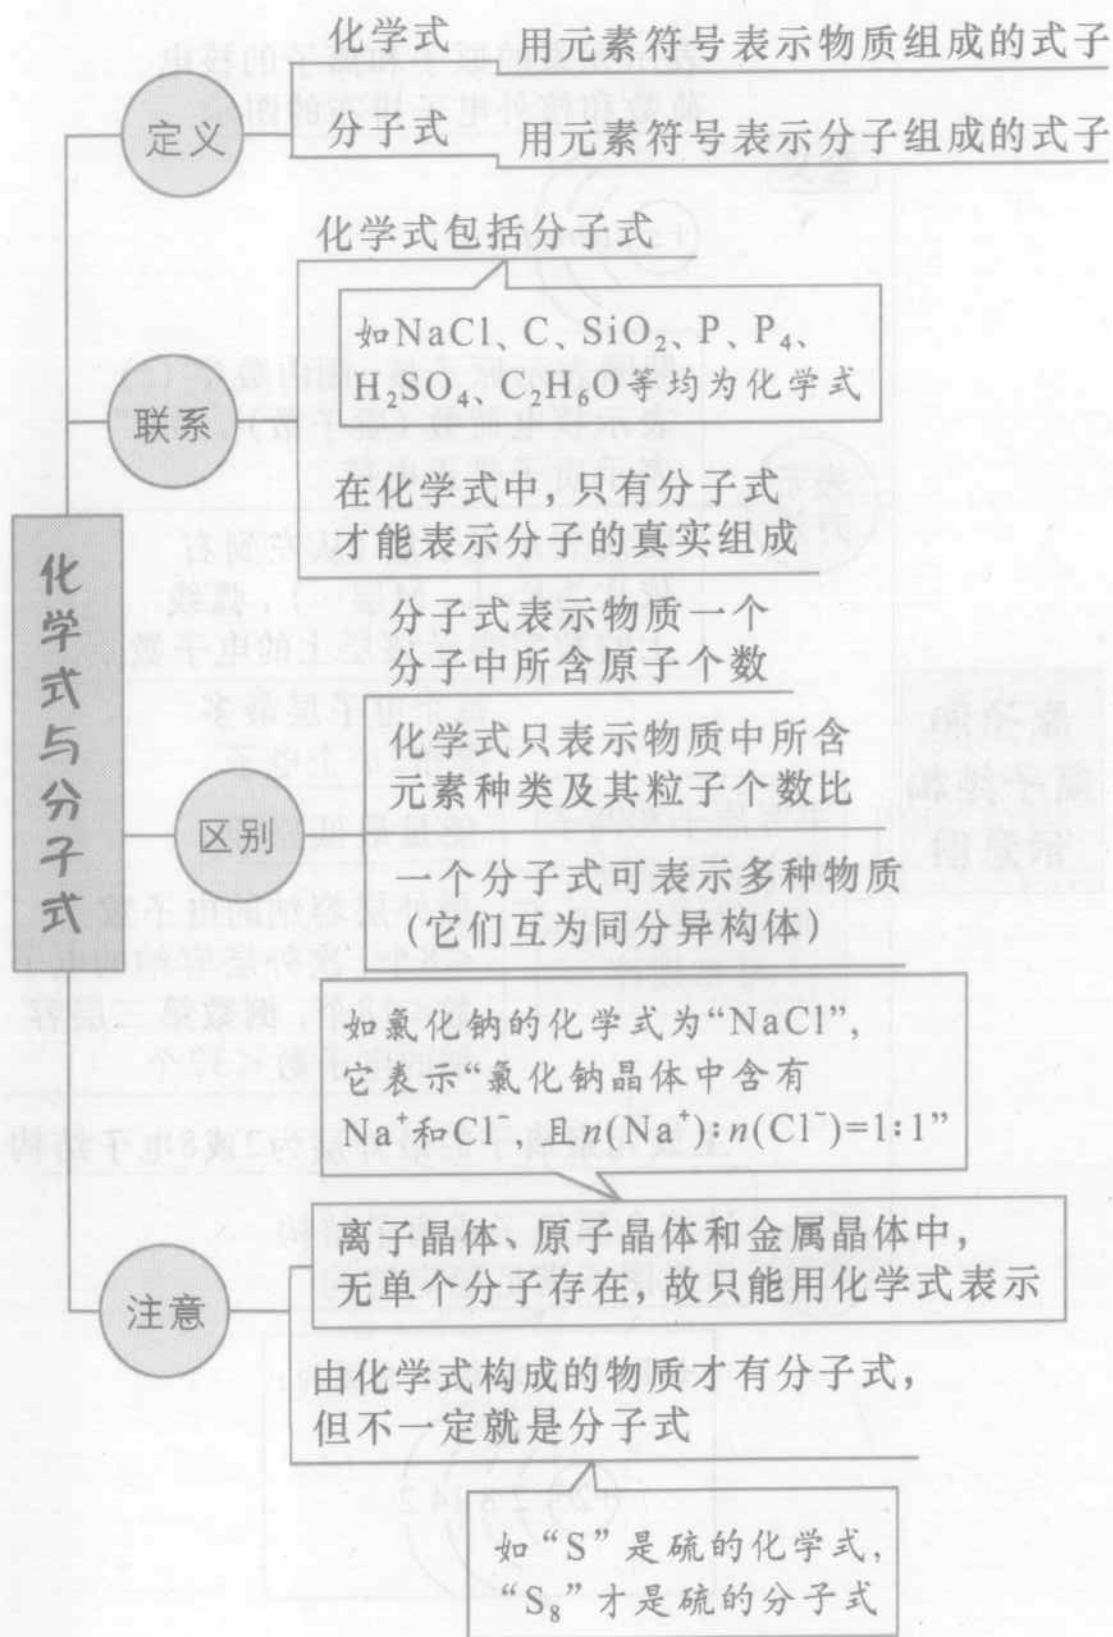 化学式与分子式
定义
化学式 用元素符号表示物质组成的式子
分子式 用元素符号表示分子组成的式子
联系
化学式包括分子式
如NaCl、C、SiO₂、P、P₄、
H₂SO₄、C₂H₆O等均为化学式
在化学式中,只有分子式
才能表示分子的真实组成
区别
分子式表示物质一个
分子中所含原子个数
化学式只表示物质中所含
元素种类及其粒子个数比
一个分子式可表示多种物质
(它们互为同分异构体)
注意
如氯化钠的化学式为“NaCl”,
它表示“氯化钠晶体中含有
Na⁺和Cl⁻,且n(Na⁺):n(Cl⁻)=1:1”
离子晶体、原子晶体和金属晶体中,
无单个分子存在,故只能用化学式表示
由化学式构成的物质才有分子式,
但不一定就是分子式
如“S”是硫的化学式,
“S₈”才是硫的分子式